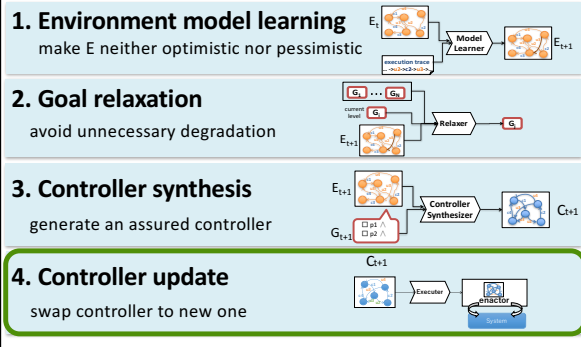 1. Environment model learning
make E neither optimistic nor pessimistic
Et
execution trace
... ->u2->c2->u3->...
Model
Learner
Et+1
2. Goal relaxation
avoid unnecessary degradation
G1 ... GN
current
level
Gi
Et+1
Relaxer
Gj
3. Controller synthesis
generate an assured controller
Et+1
Gt+1
□ p1 ∧
□ p2 ∧
Controller
Synthesizer
Ct+1
4. Controller update
swap controller to new one
Ct+1
Executer
enactor
System